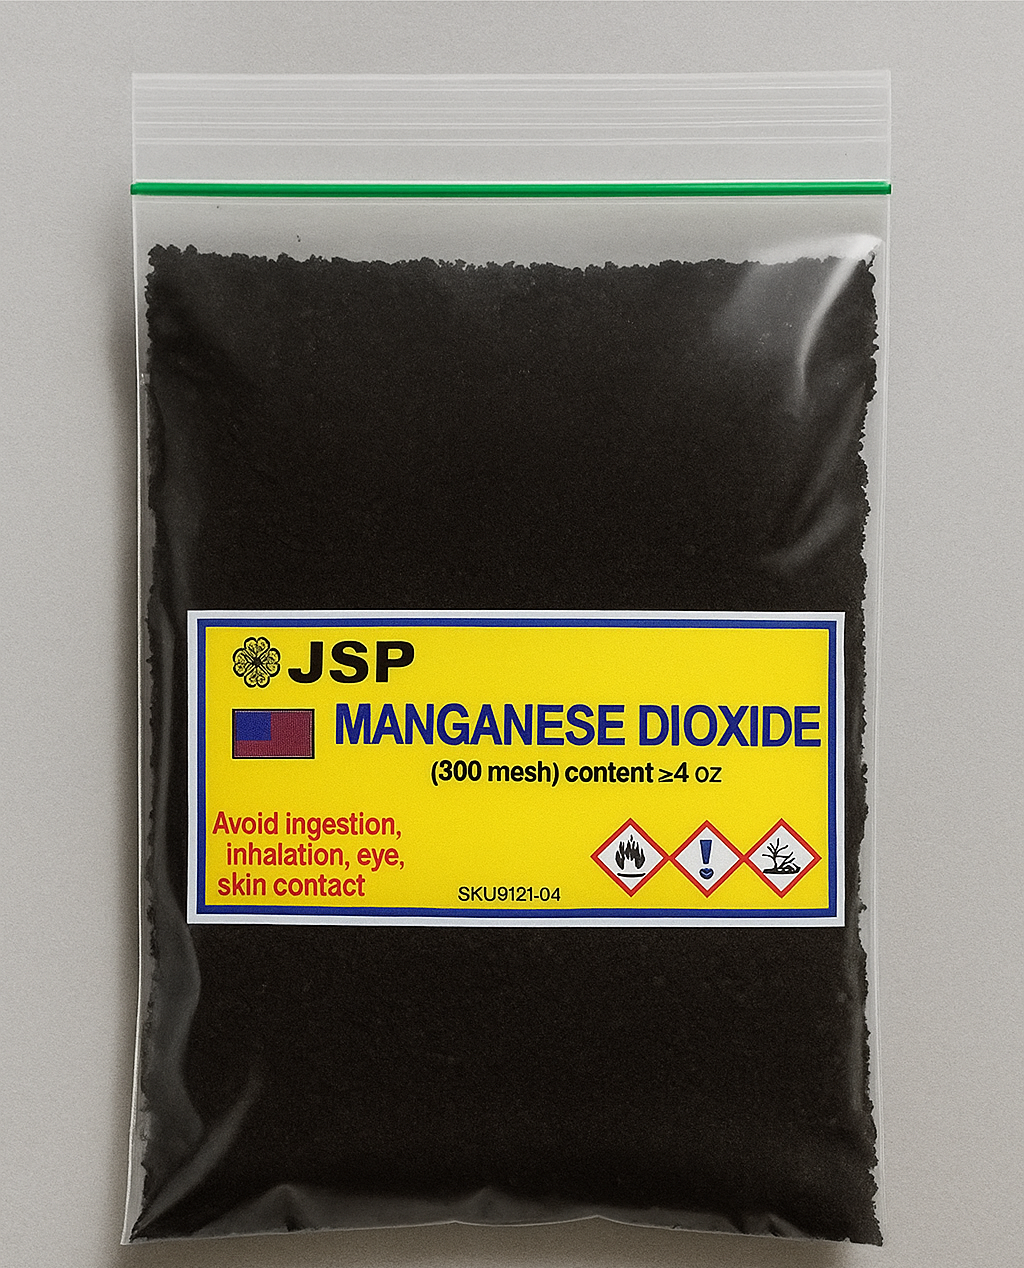 JSP
MANGANESE DIOXIDE
(300 mesh) content ≥4 oz
Avoid ingestion,
inhalation, eye,
skin contact
SKU9121-04